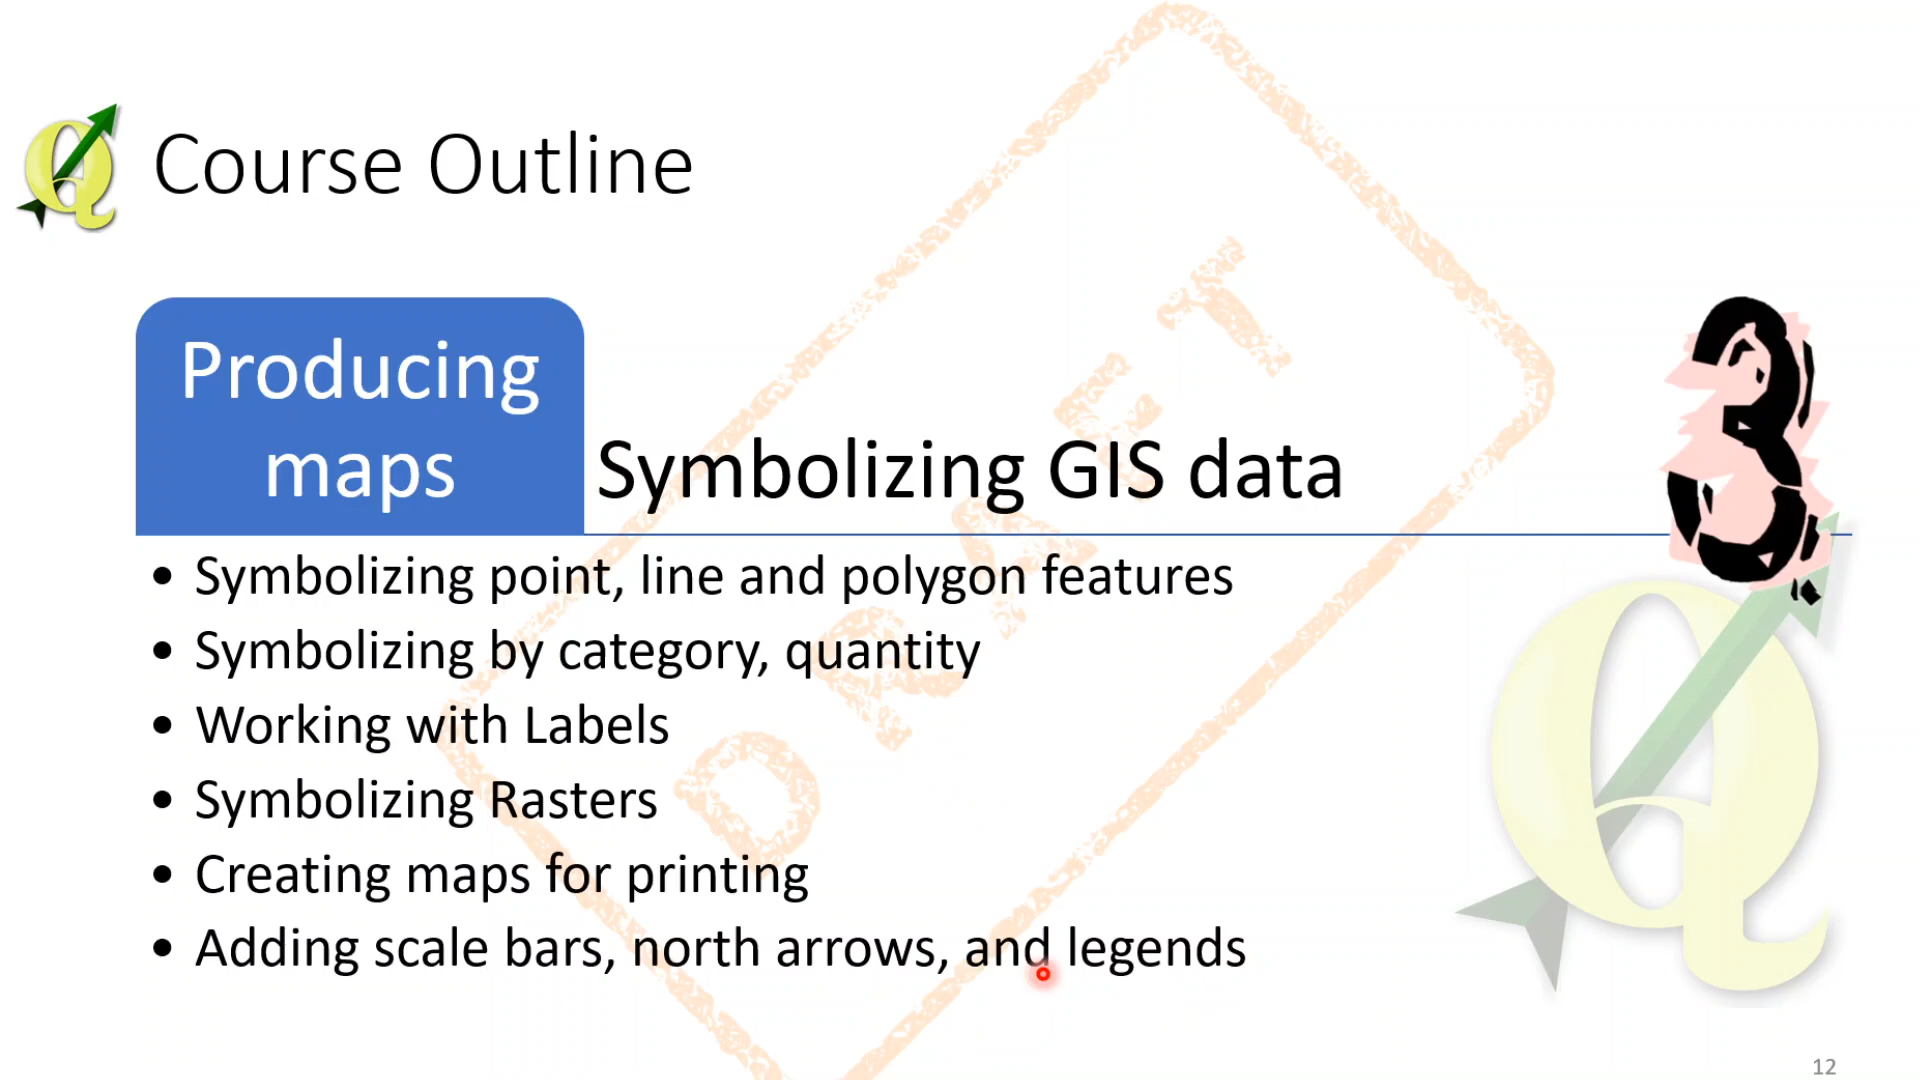 Course Outline
Producing
maps
Symbolizing GIS data
3
• Symbolizing point, line and polygon features
• Symbolizing by category, quantity
• Working with Labels
• Symbolizing Rasters
• Creating maps for printing
• Adding scale bars, north arrows, and legends
DRAFT
12